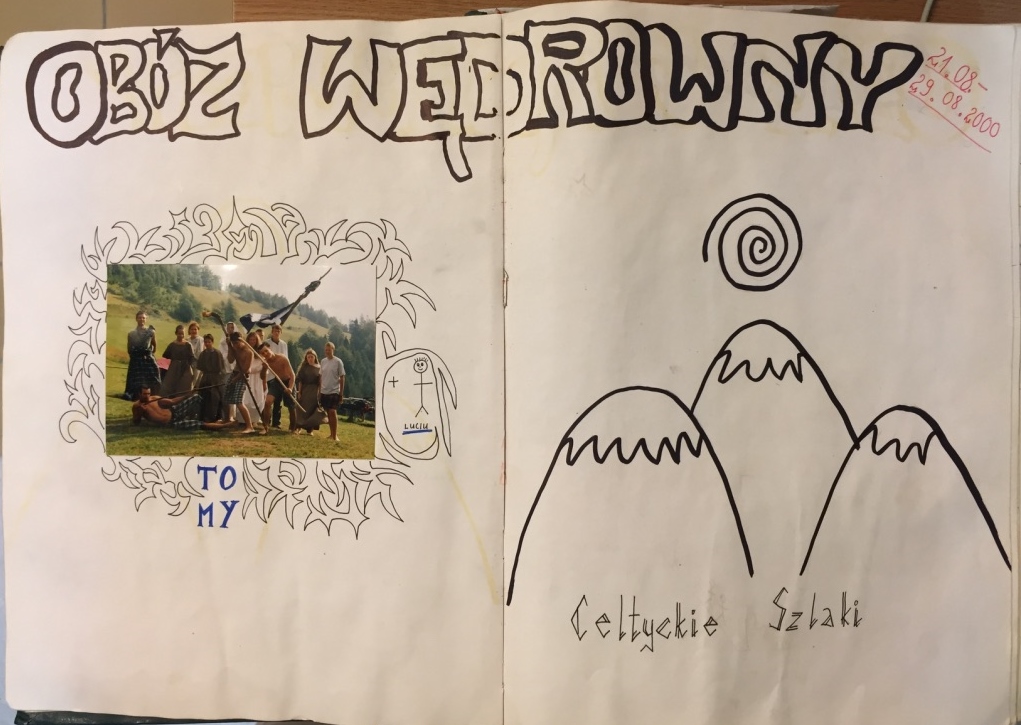 OBÓZ WĘDROWNY
21.08.-
29.08.2000
LUCIU
TO
MY
Celtyckie Szlaki